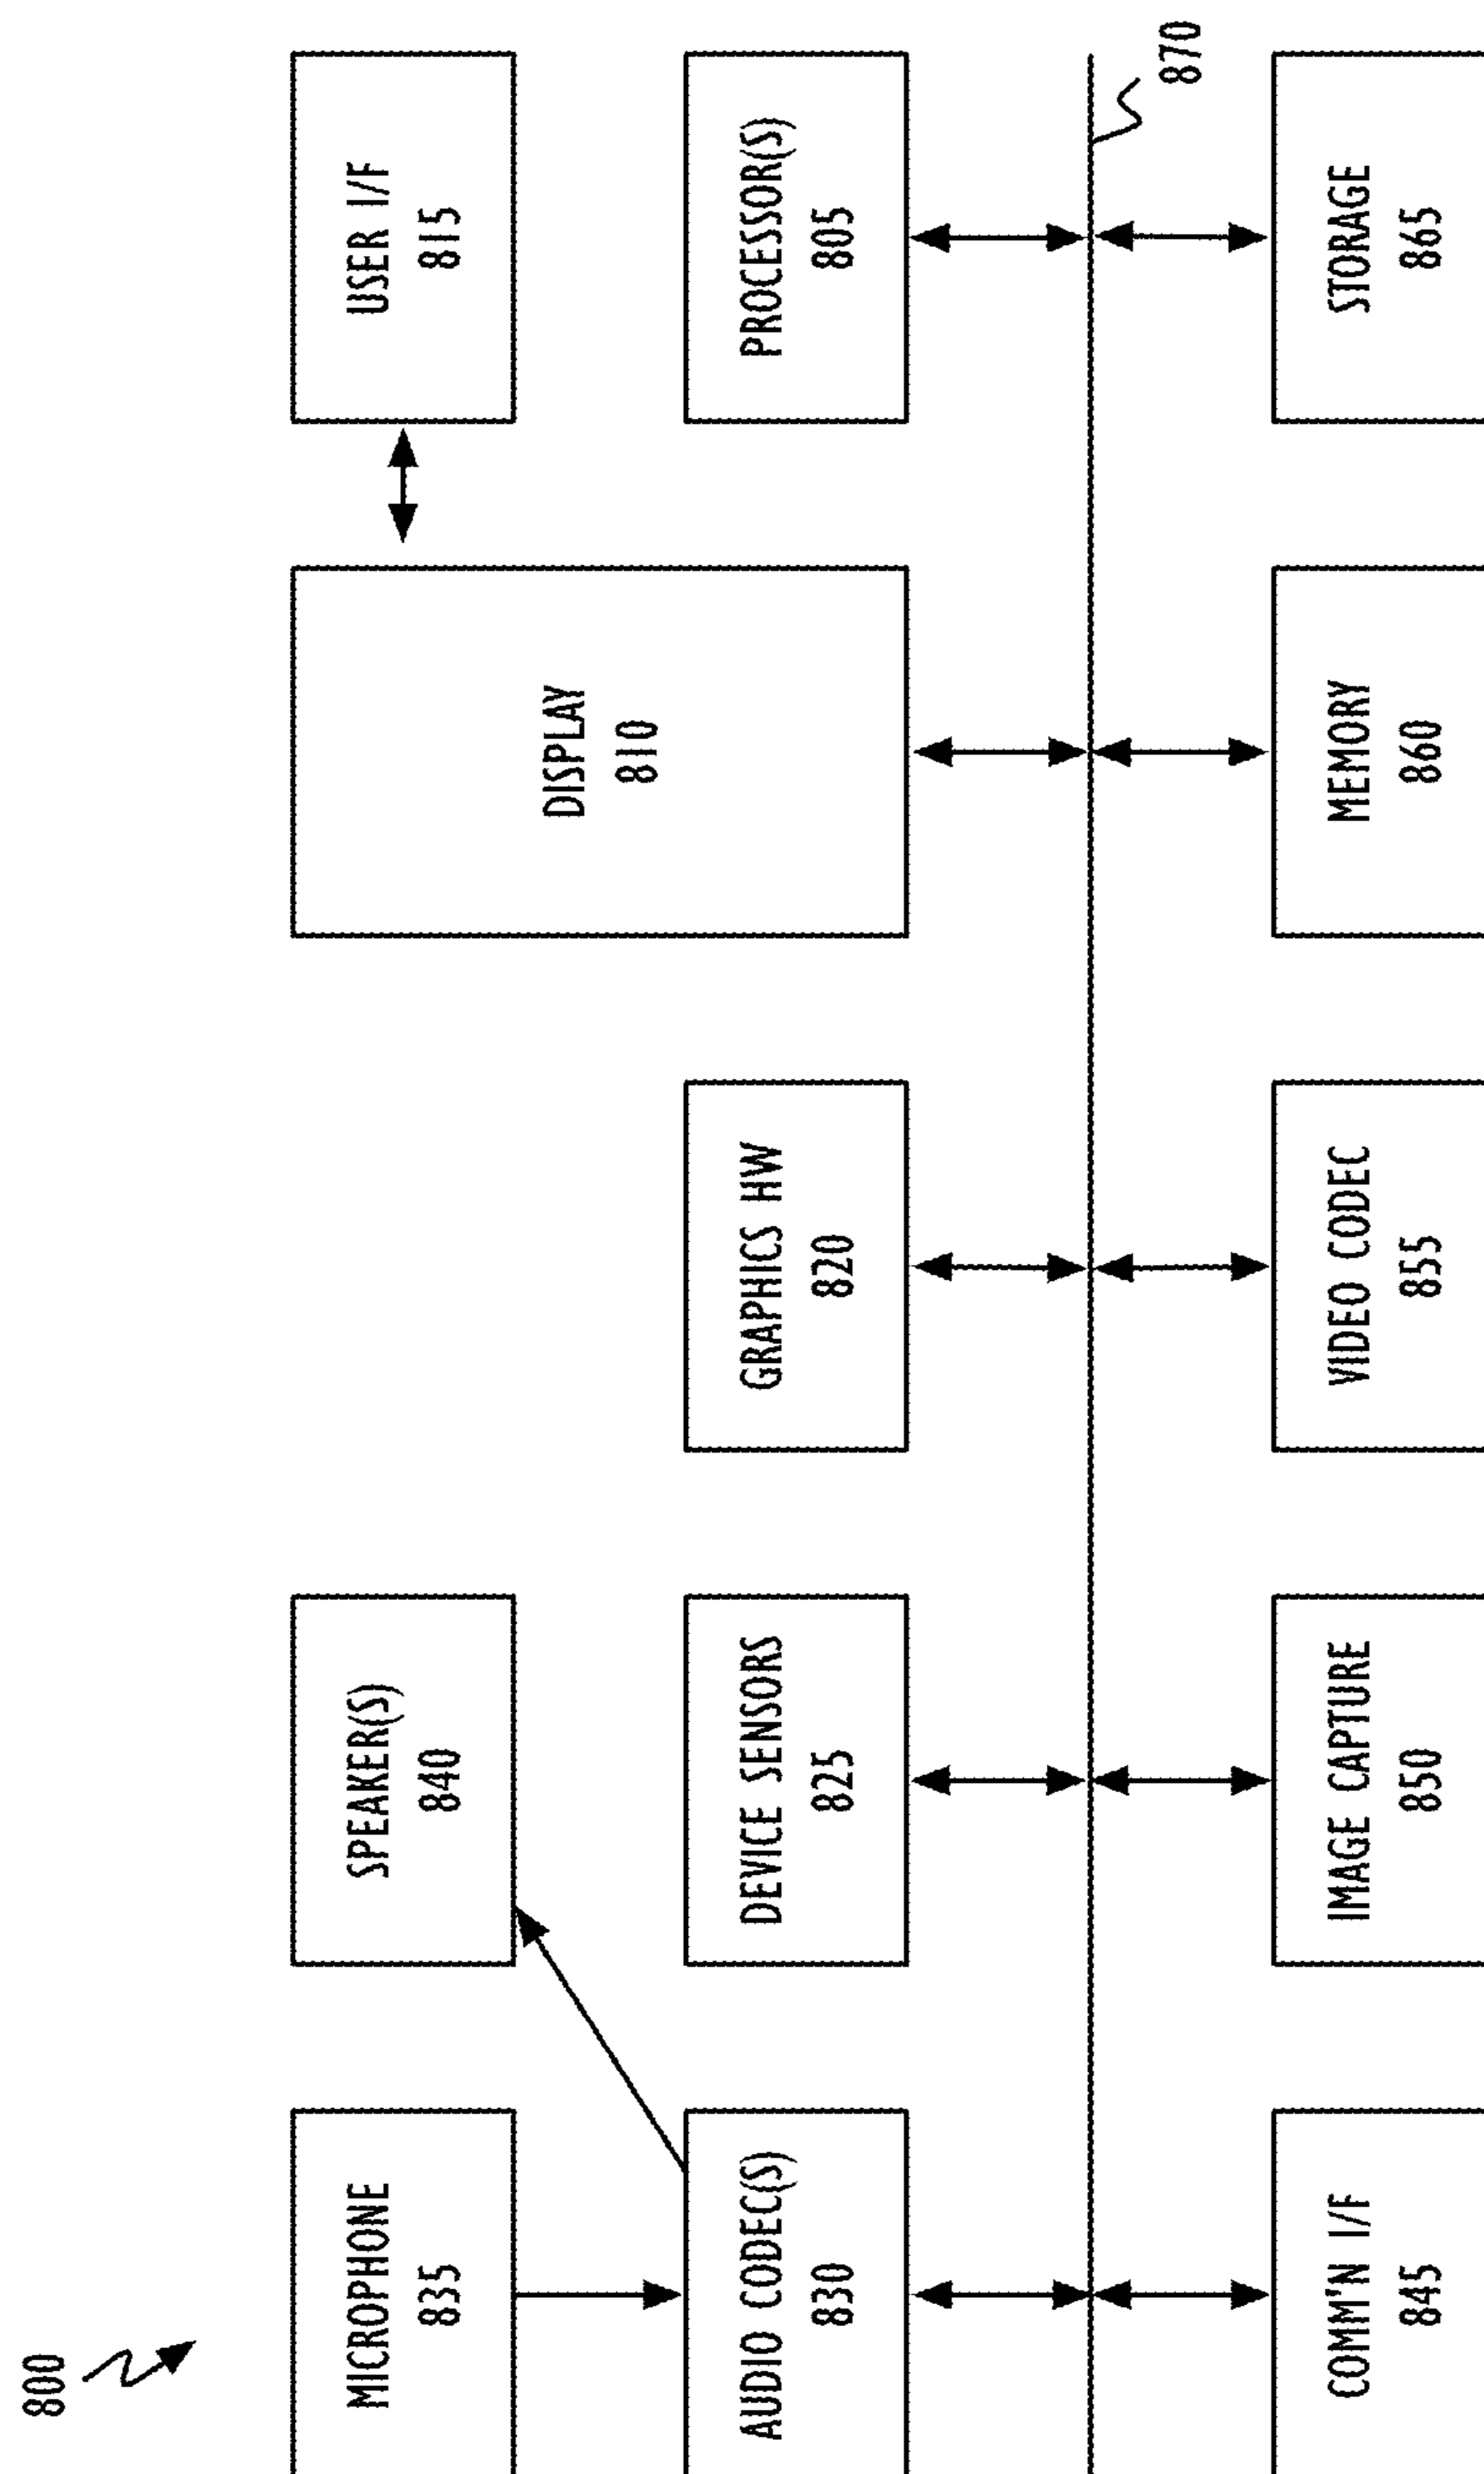 800
MICROPHONE
835
SPEAKER(S)
840
USER I/F
815
DISPLAY
810
AUDIO CODEC(S)
830
DEVICE SENSORS
825
GRAPHICS HW
820
PROCESSOR(S)
805
870
COMM'N I/F
845
IMAGE CAPTURE
850
VIDEO CODEC
855
MEMORY
860
STORAGE
865